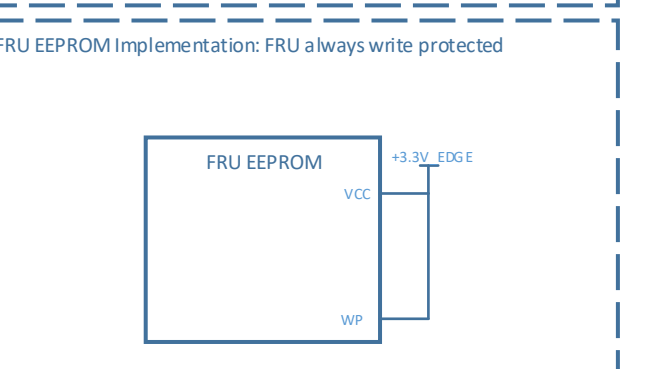 FRU EEPROM Implementation: FRU always write protected
FRU EEPROM
+3.3V_EDGE
VCC
WP